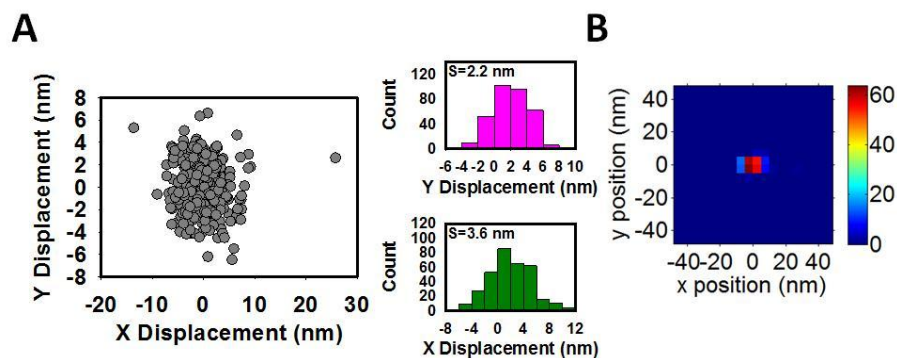 A
B
Y Displacement (nm)
8
6
4
2
0
-2
-4
-6
-8
-20 -10 0 10 20 30
X Displacement (nm)
Count
120
80
40
0
S=2.2 nm
-6 -4 -2 0 2 4 6 8 10
Y Displacement (nm)
Count
120
100
80
60
40
20
0
S=3.6 nm
-8 -4 0 4 8 12
X Displacement (nm)
y position (nm)
40
20
0
-20
-40
-40 -20 0 20 40
x position (nm)
60
40
20
0